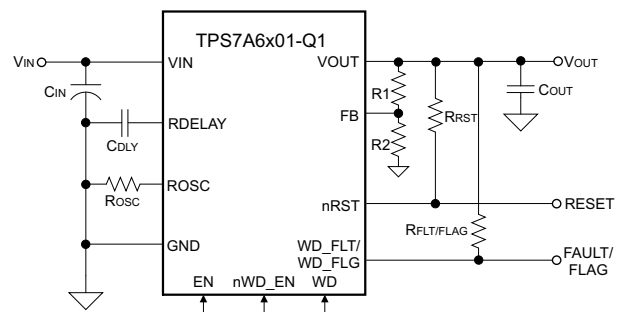 TPS7A6x01-Q1
VIN
VIN
VOUT
VOUT
CIN
R1
COUT
FB
RRST
CDLY
RDELAY
R2
ROSC
ROSC
nRST
RESET
RFLT/FLAG
GND
WD_FLT/
WD_FLG
FAULT/
FLAG
EN
nWD_EN
WD